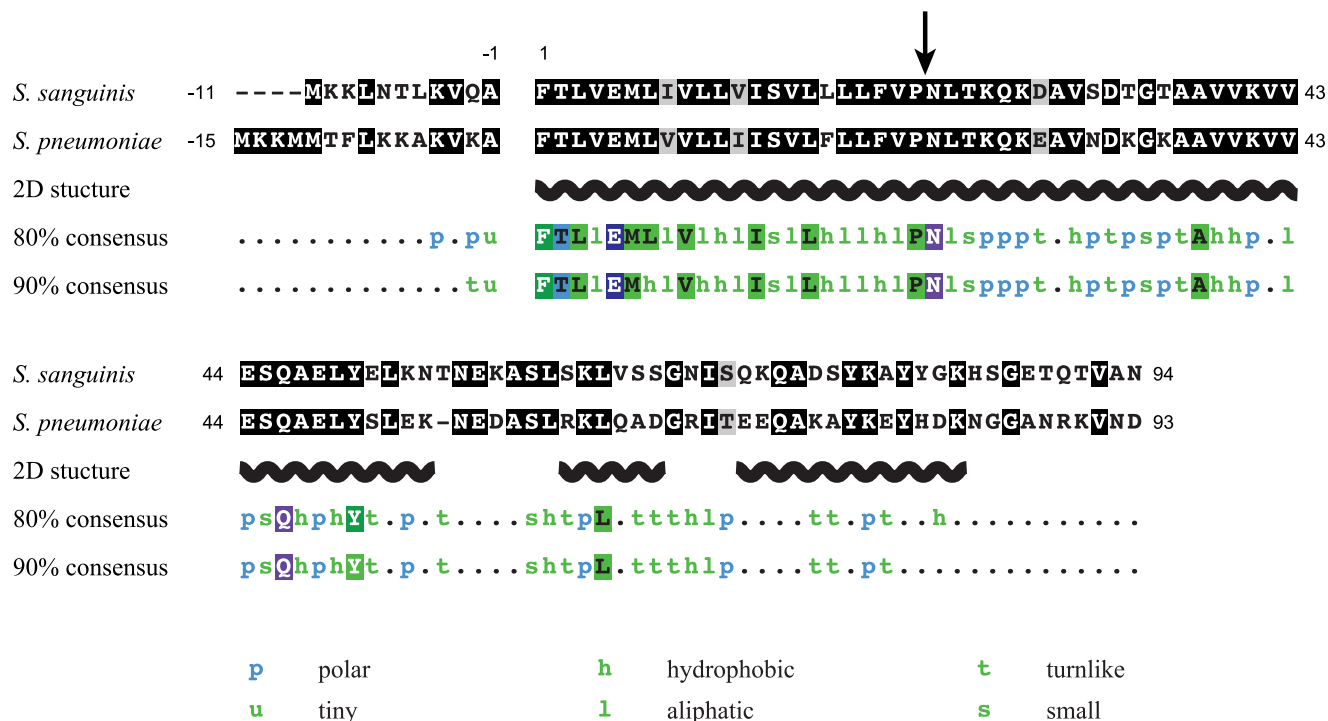 -1 1
S. sanguinis -11 ----MKKLNTLKVQA FTLVEMLIVLLVISVLLLLFVPNLTKQKDAVSDTGTAAVVKVV 43
S. pneumoniae -15 MKKMMTFLKKAKVKA FTLVEMLVVLLIISVLFLLFVPNLTKQKEAVNDKGKAAVVKVV 43
2D stucture
80% consensus ...........p.pu FTLlEMLlVlhlIslLhllhlPNlspppt.hptpsptAhhp.l
90% consensus .............tu FTLlEMhlVhhlIslLhllhlPNlspppt.hptpsptAhhp.l
S. sanguinis 44 ESQAELYELKNTNEKASLSKLVSSGNISQKQADSYKAYYGKHSGETQTVAN 94
S. pneumoniae 44 ESQAELYSLEK-NEDASLRKLQADGRITEEQAKAYKEYHDKNGGANRKVND 93
2D stucture
80% consensus psQhphYt.p.t....shtpL.ttthlp....tt.pt..h...........
90% consensus psQhphYt.p.t....shtpL.ttthlp....tt.pt..............
p polar h hydrophobic t turnlike
u tiny l aliphatic s small